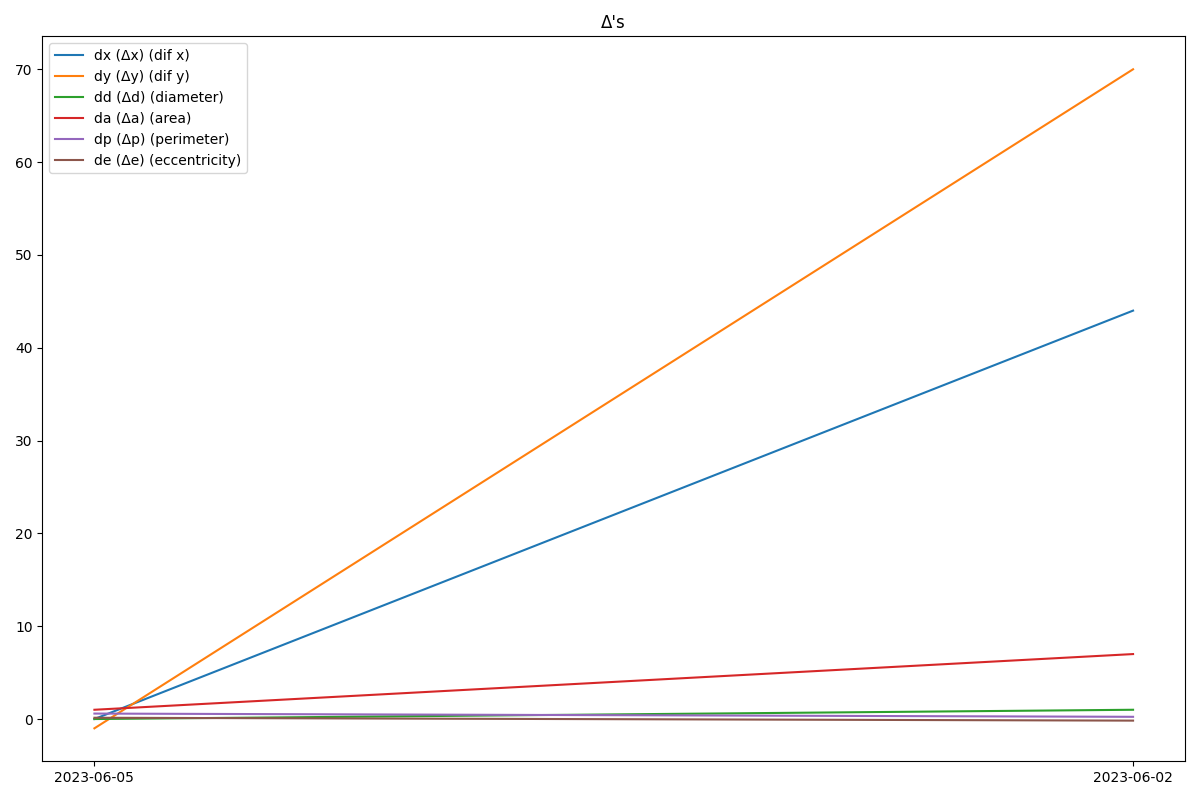 Δ's
dx (Δx) (dif x)
dy (Δy) (dif y)
dd (Δd) (diameter)
da (Δa) (area)
dp (Δp) (perimeter)
de (Δe) (eccentricity)
70
60
50
40
30
20
10
0
2023-06-05 2023-06-02